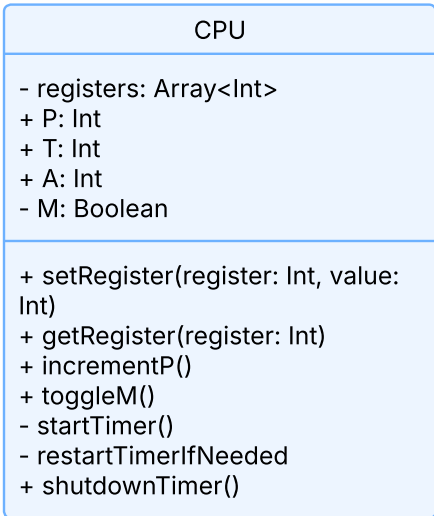 CPU
- registers: Array<Int>
+ P: Int
+ T: Int
+ A: Int
- M: Boolean
+ setRegister(register: Int, value:
Int)
+ getRegister(register: Int)
+ incrementP()
+ toggleM()
- startTimer()
- restartTimerIfNeeded
+ shutdownTimer()